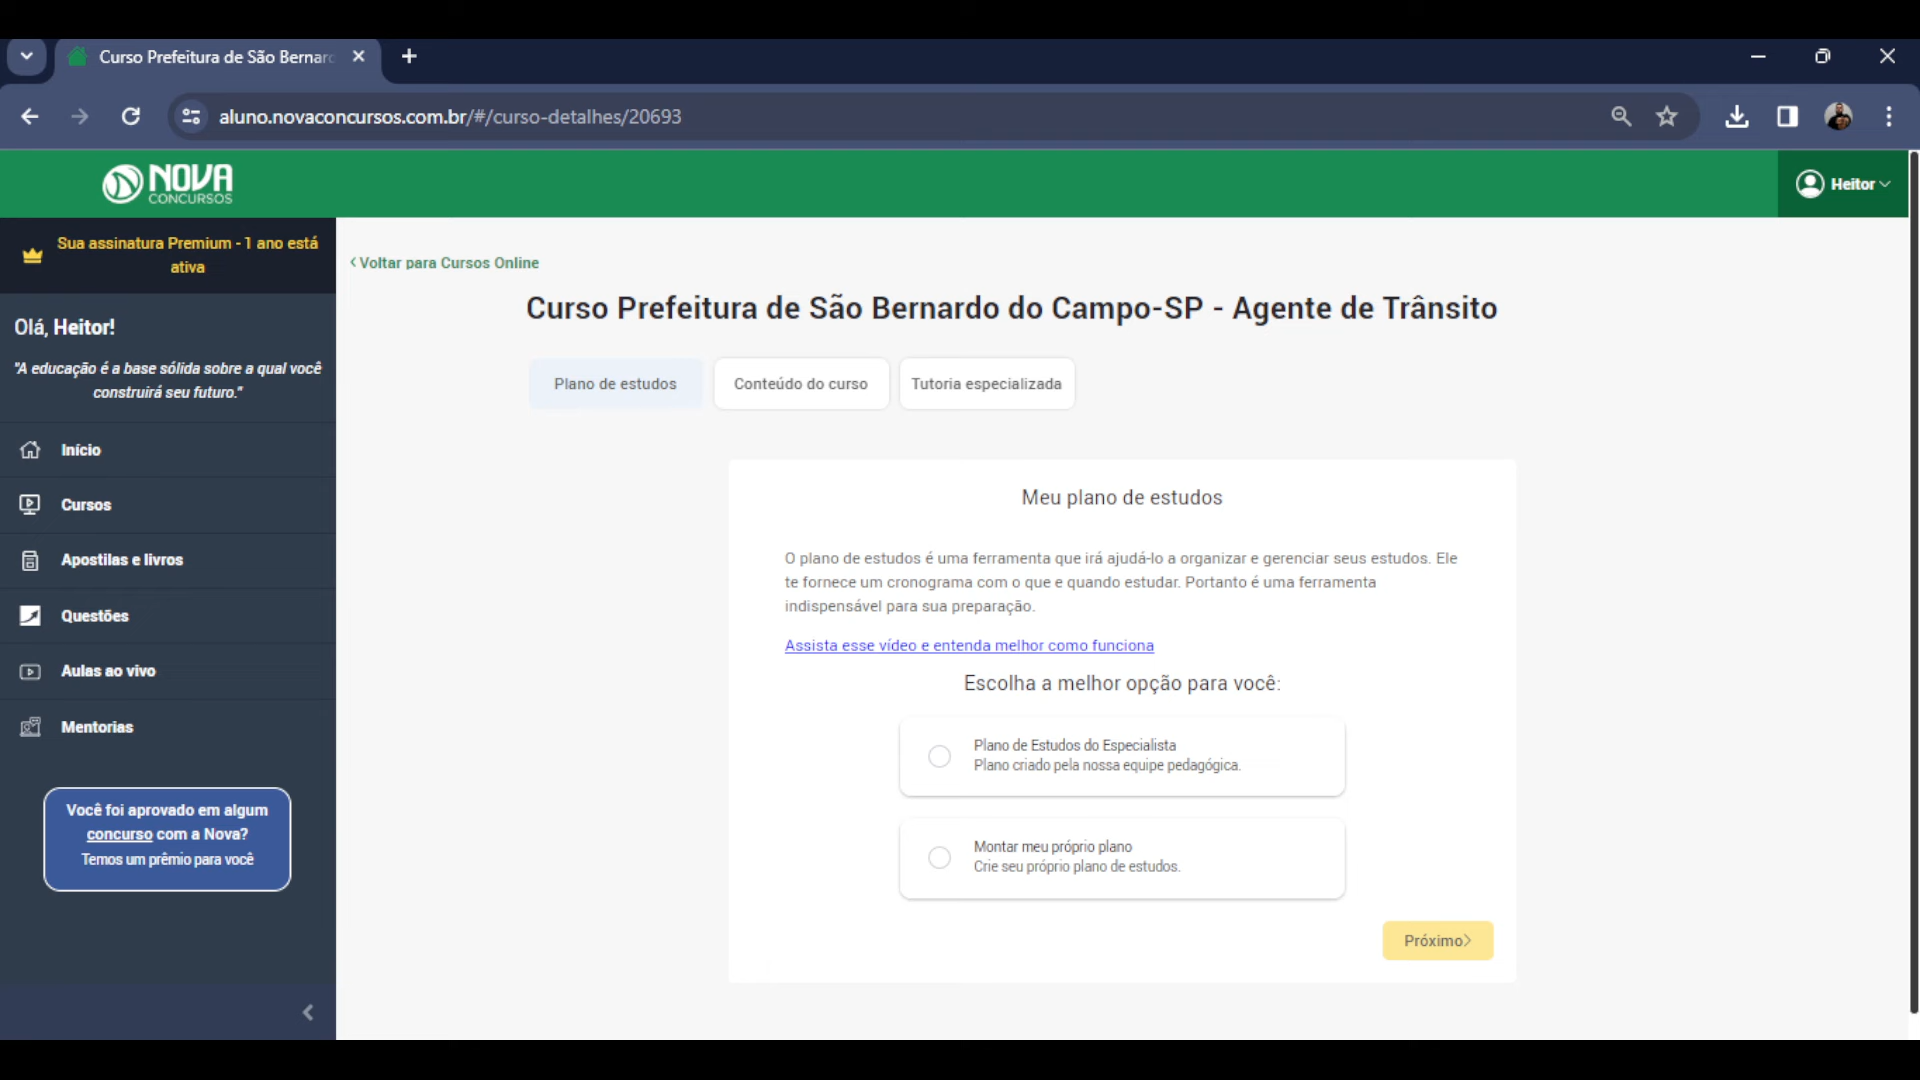 Curso Prefeitura de São Bernard
aluno.novaconcursos.com.br/#/curso-detalhes/20693
NOVA
CONCURSOS
Heitor
Sua assinatura Premium - 1 ano está
ativa
Olá, Heitor!
"A educação é a base sólida sobre a qual você
construirá seu futuro."
Início
Cursos
Apostilas e livros
Questões
Aulas ao vivo
Mentorias
Você foi aprovado em algum
concurso com a Nova?
Temos um prêmio para você
Voltar para Cursos Online
Curso Prefeitura de São Bernardo do Campo-SP - Agente de Trânsito
Plano de estudos
Conteúdo do curso
Tutoria especializada
Meu plano de estudos
O plano de estudos é uma ferramenta que irá ajudá-lo a organizar e gerenciar seus estudos. Ele
te fornece um cronograma com o que e quando estudar. Portanto é uma ferramenta
indispensável para sua preparação.
Assista esse vídeo e entenda melhor como funciona
Escolha a melhor opção para você:
Plano de Estudos do Especialista
Plano criado pela nossa equipe pedagógica.
Montar meu próprio plano
Crie seu próprio plano de estudos.
Próximo